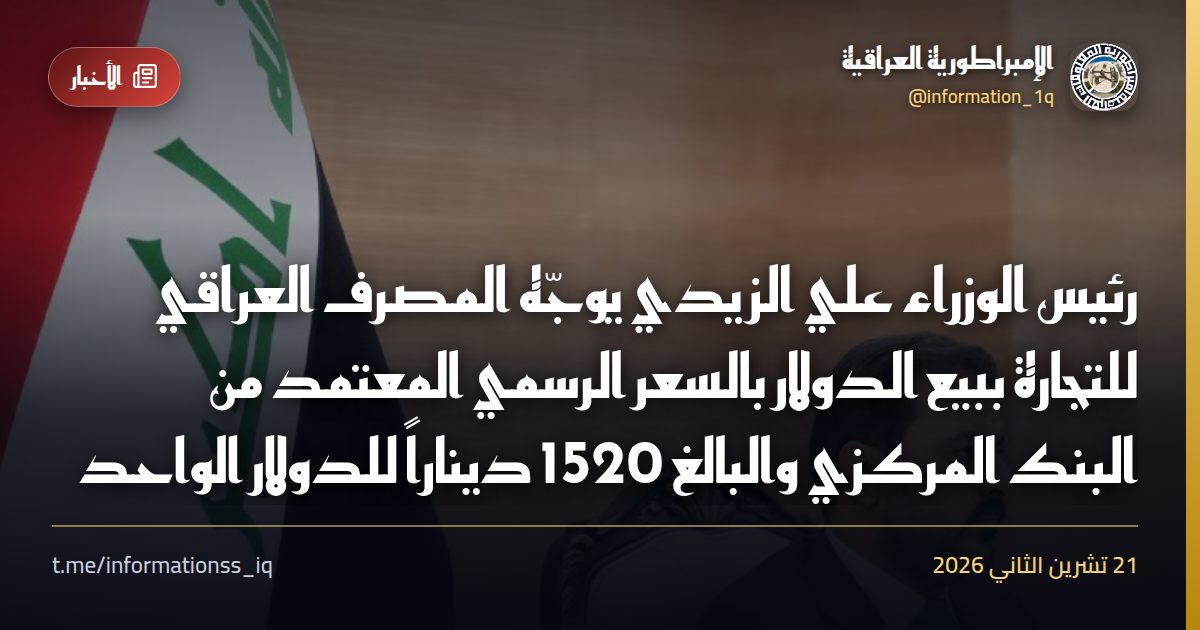 الإمبراطورية العراقية
@information_1q
الأخبار
رئيس الوزراء علي الزيدي يوجّه المصرف العراقي
للتجارة ببيع الدولار بالسعر الرسمي المعتمد من
البنك المركزي والبالغ 1520 ديناراً للدولار الواحد
21 تشرين الثاني 2026
t.me/informationss_iq